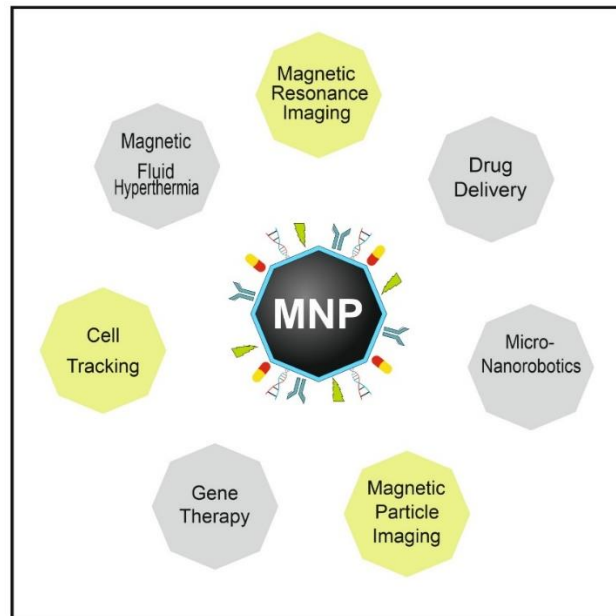 Magnetic
Resonance
Imaging
Magnetic
Fluid
Hyperthermia
Drug
Delivery
MNP
Cell
Tracking
Micro-
Nanorobotics
Gene
Therapy
Magnetic
Particle
Imaging